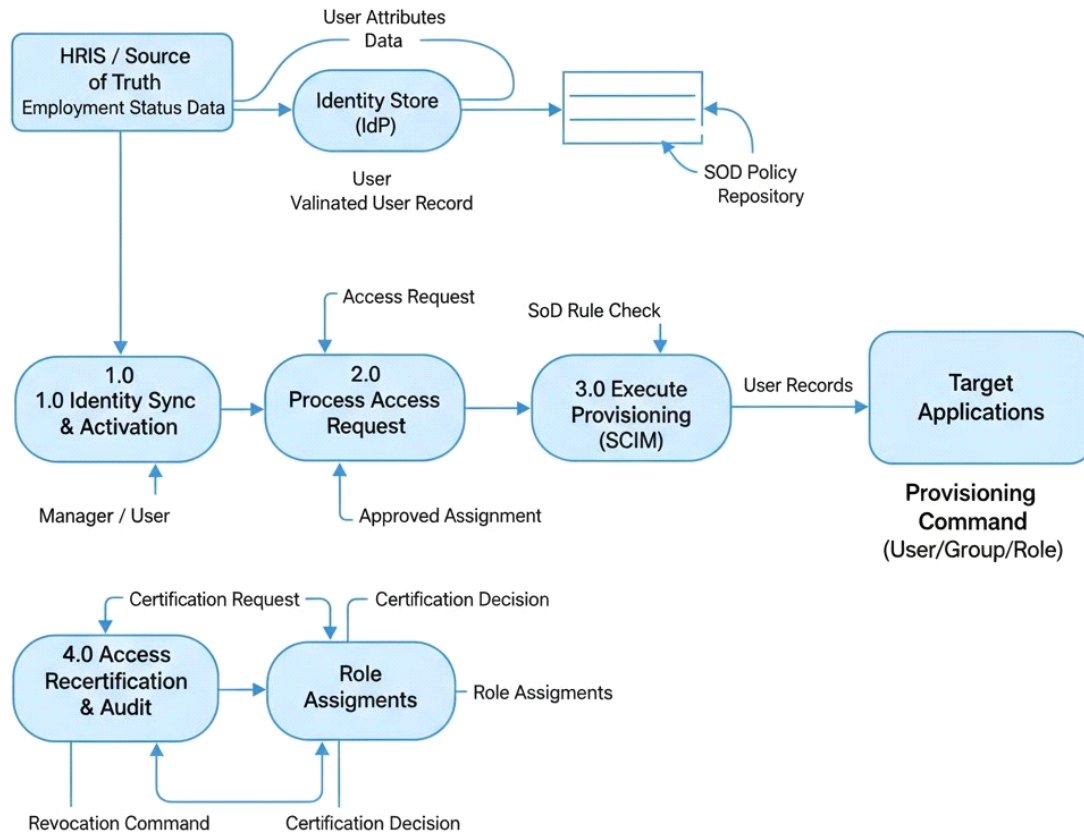 User Attributes
Data
HRIS / Source
of Truth
Employment Status Data
Identity Store
(IdP)
User
Valinated User Record
SOD Policy
Repository
Access Request
SoD Rule Check
1.0
1.0 Identity Sync
& Activation
2.0
Process Access
Request
3.0 Execute
Provisioning
(SCIM)
User Records
Target
Applications
Manager / User
Approved Assignment
Provisioning
Command
(User/Group/Role)
Certification Request
Certification Decision
4.0 Access
Recertification
& Audit
Role
Assigments
Role Assigments
Revocation Command
Certification Decision